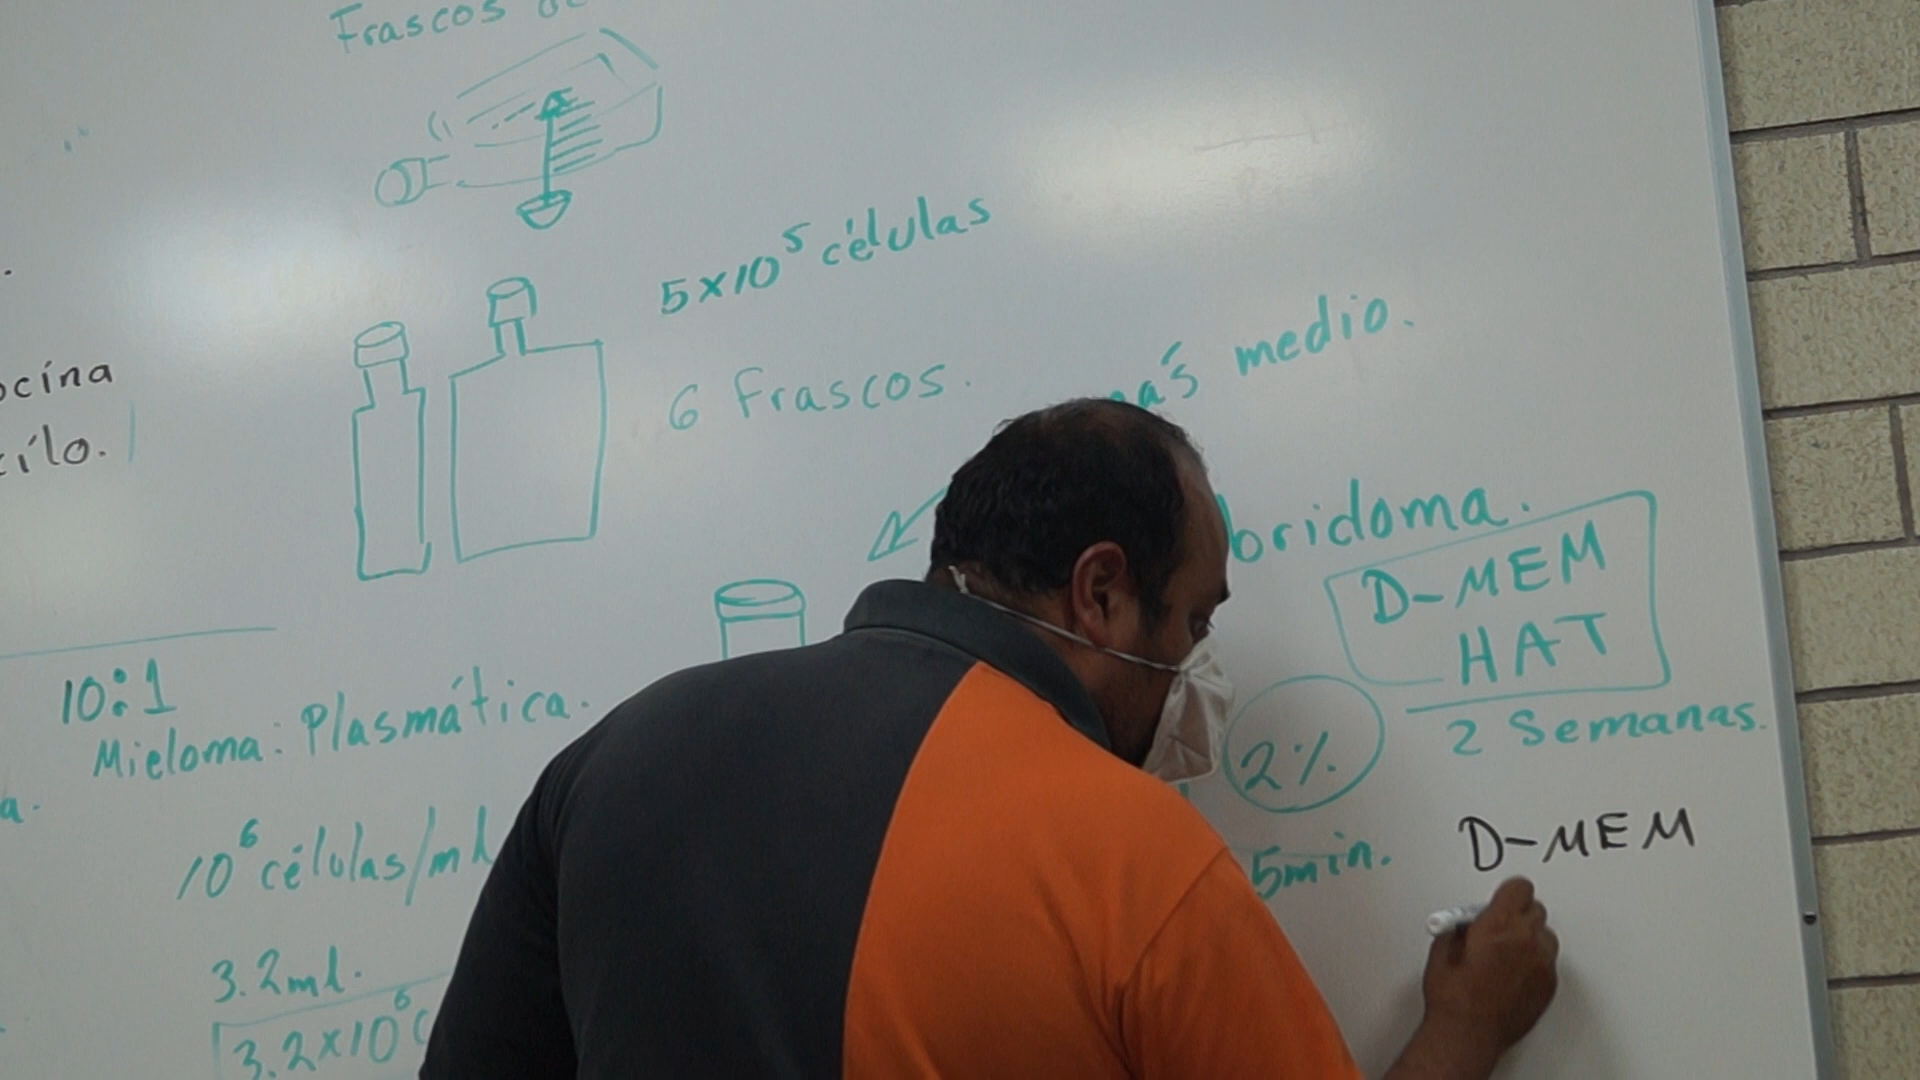 Frascos
5x10⁵ células
más medio.
6 Frascos.
D-MEM
HAT
2 Semanas.
10:1
Mieloma: Plasmática.
2%
10⁶ células/ml
5min.
D-MEM
3.2ml.
3.2x10⁶